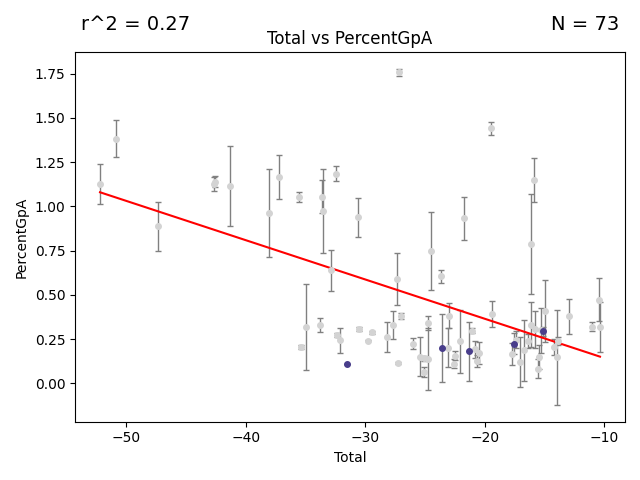 r^2 = 0.27
N = 73
Total vs PercentGpA
1.75
1.50
1.25
1.00
0.75
0.50
0.25
0.00
PercentGpA
−50
−40
−30
−20
−10
Total